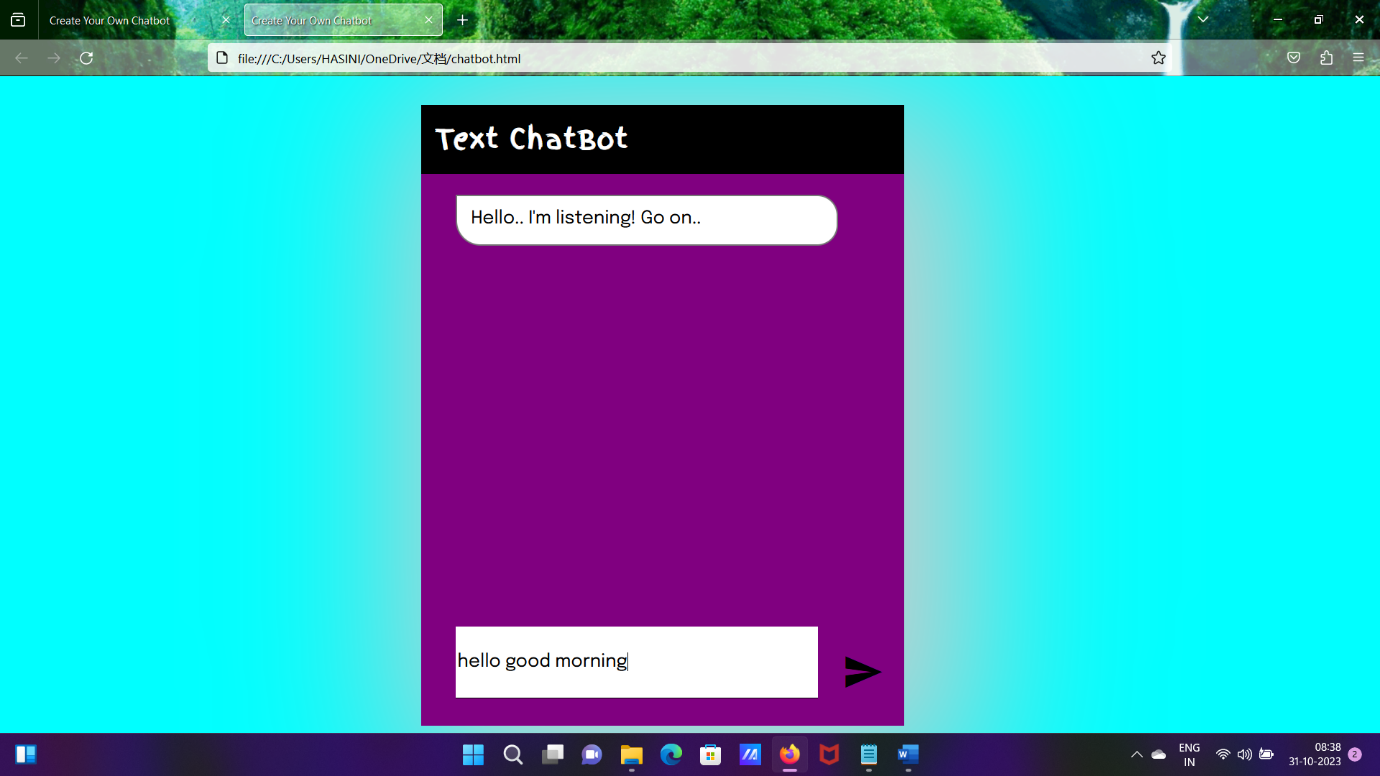 Create Your Own Chatbot
Create Your Own Chatbot
file:///C:/Users/HASINI/OneDrive/文档/chatbot.html
Text ChatBot
Hello.. I'm listening! Go on..
hello good morning
ENG
IN
08:38
31-10-2023
2